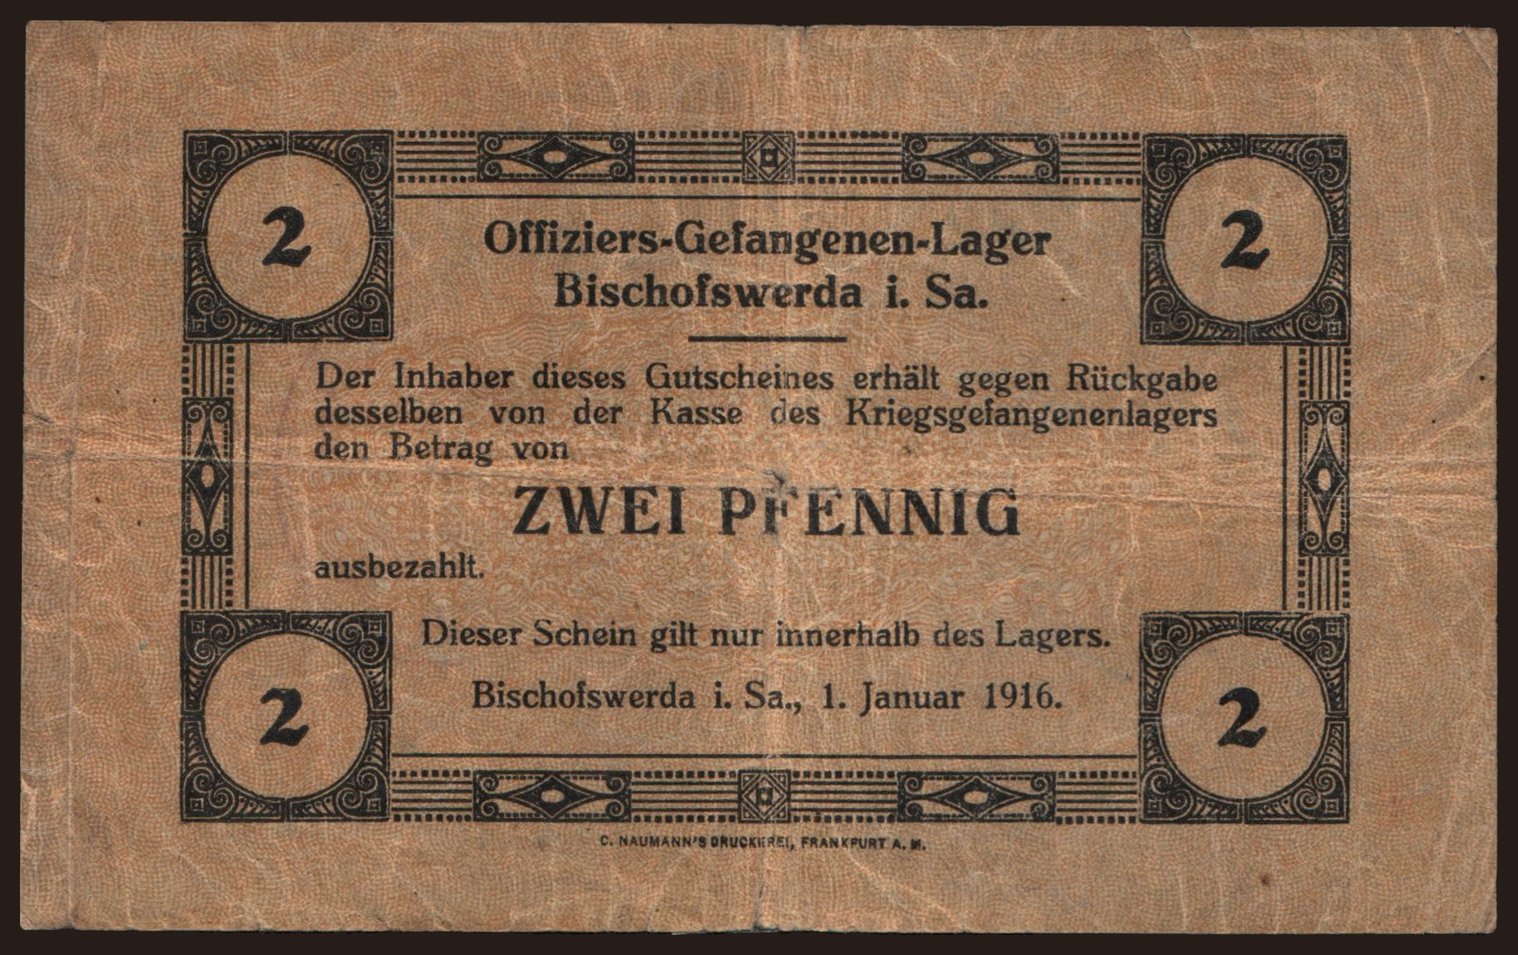 2
2
Offiziers-Gefangenen-Lager
Bischofswerda i. Sa.
Der Inhaber dieses Gutscheines erhält gegen Rückgabe
desselben von der Kasse des Kriegsgefangenenlagers
den Betrag von
ZWEI PFENNIG
ausbezahlt.
Dieser Schein gilt nur innerhalb des Lagers.
Bischofswerda i. Sa., 1. Januar 1916.
2
2
C. NAUMANN'S DRUCKEREI, FRANKFURT A. M.